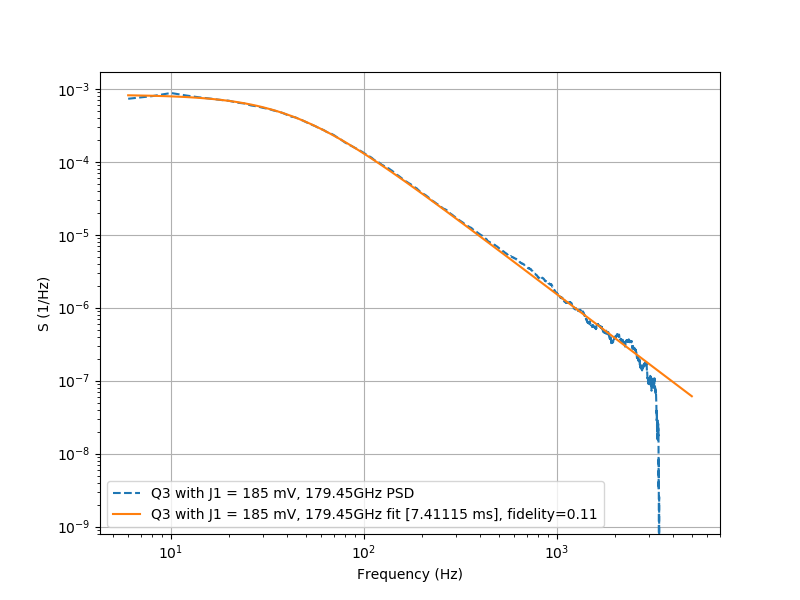 10⁻³
10⁻⁴
10⁻⁵
10⁻⁶
10⁻⁷
10⁻⁸
10⁻⁹
S (1/Hz)
Q3 with J1 = 185 mV, 179.45GHz PSD
Q3 with J1 = 185 mV, 179.45GHz fit [7.41115 ms], fidelity=0.11
10¹ 10² 10³
Frequency (Hz)